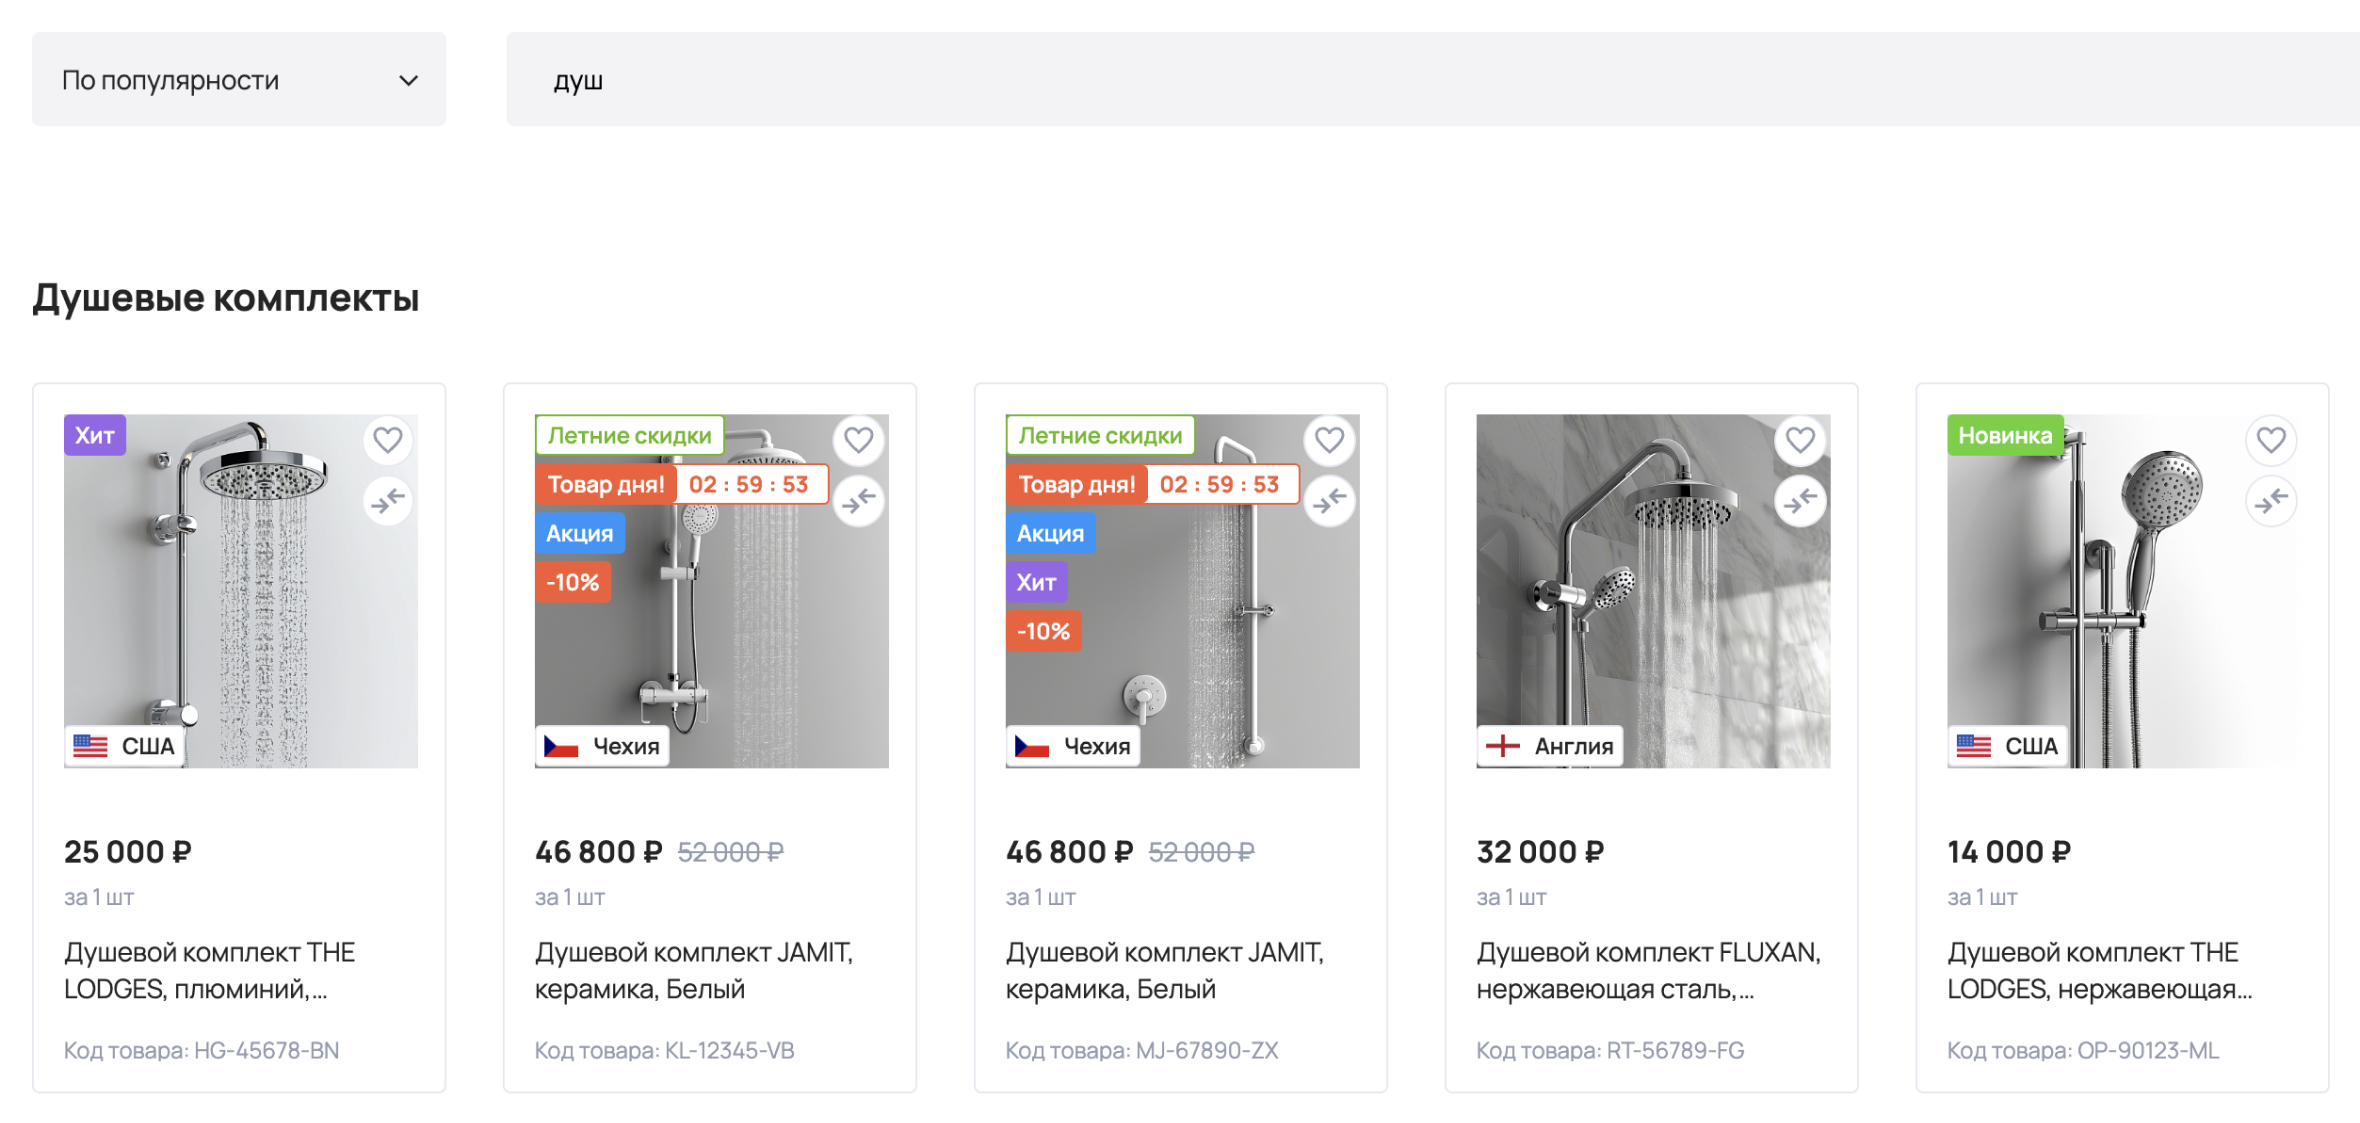 По популярности
душ
Душевые комплекты
Хит
США
25 000 ₽
за 1 шт
Душевой комплект THE
LODGES, плюминий,...
Код товара: HG-45678-BN
Летние скидки
Товар дня! 02 : 59 : 53
Акция
-10%
Чехия
46 800 ₽ 52 000 ₽
за 1 шт
Душевой комплект JAMIT,
керамика, Белый
Код товара: KL-12345-VB
Летние скидки
Товар дня! 02 : 59 : 53
Акция
Хит
-10%
Чехия
46 800 ₽ 52 000 ₽
за 1 шт
Душевой комплект JAMIT,
керамика, Белый
Код товара: MJ-67890-ZX
Англия
32 000 ₽
за 1 шт
Душевой комплект FLUXAN,
нержавеющая сталь,...
Код товара: RT-56789-FG
Новинка
США
14 000 ₽
за 1 шт
Душевой комплект THE
LODGES, нержавеющая...
Код товара: OP-90123-ML